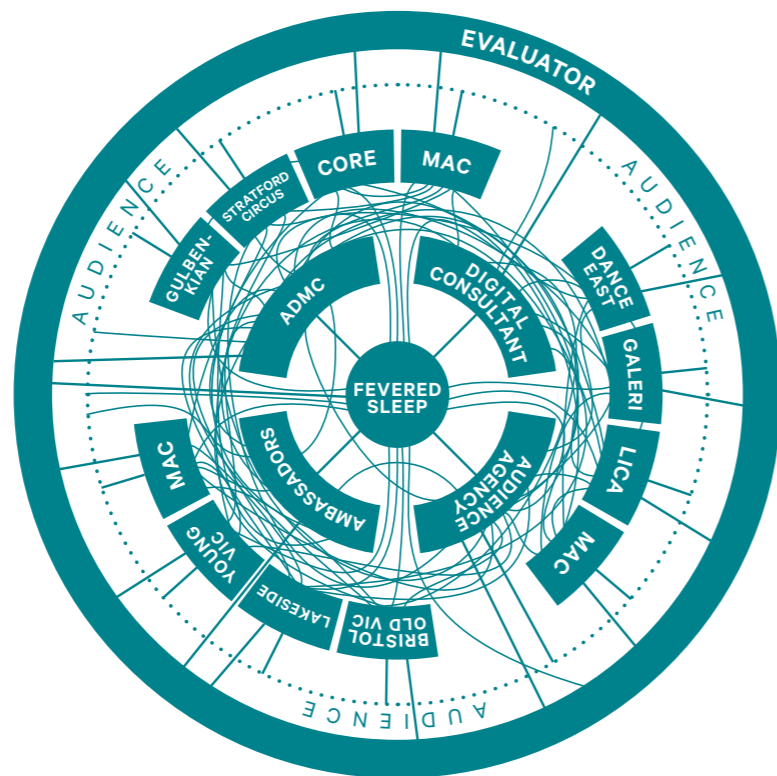 EVALUATOR
AUDIENCE
AUDIENCE
CORE
MAC
STRATFORD
CIRCUS
GULBEN-
KIAN
DANCE
EAST
GALERI
LICA
MAC
ADMC
DIGITAL
CONSULTANT
FEVERED
SLEEP
AMBASSADORS
AUDIENCE
AGENCY
MAC
YOUNG
VIC
LAKESIDE
BRISTOL
OLD VIC
AUDIENCE